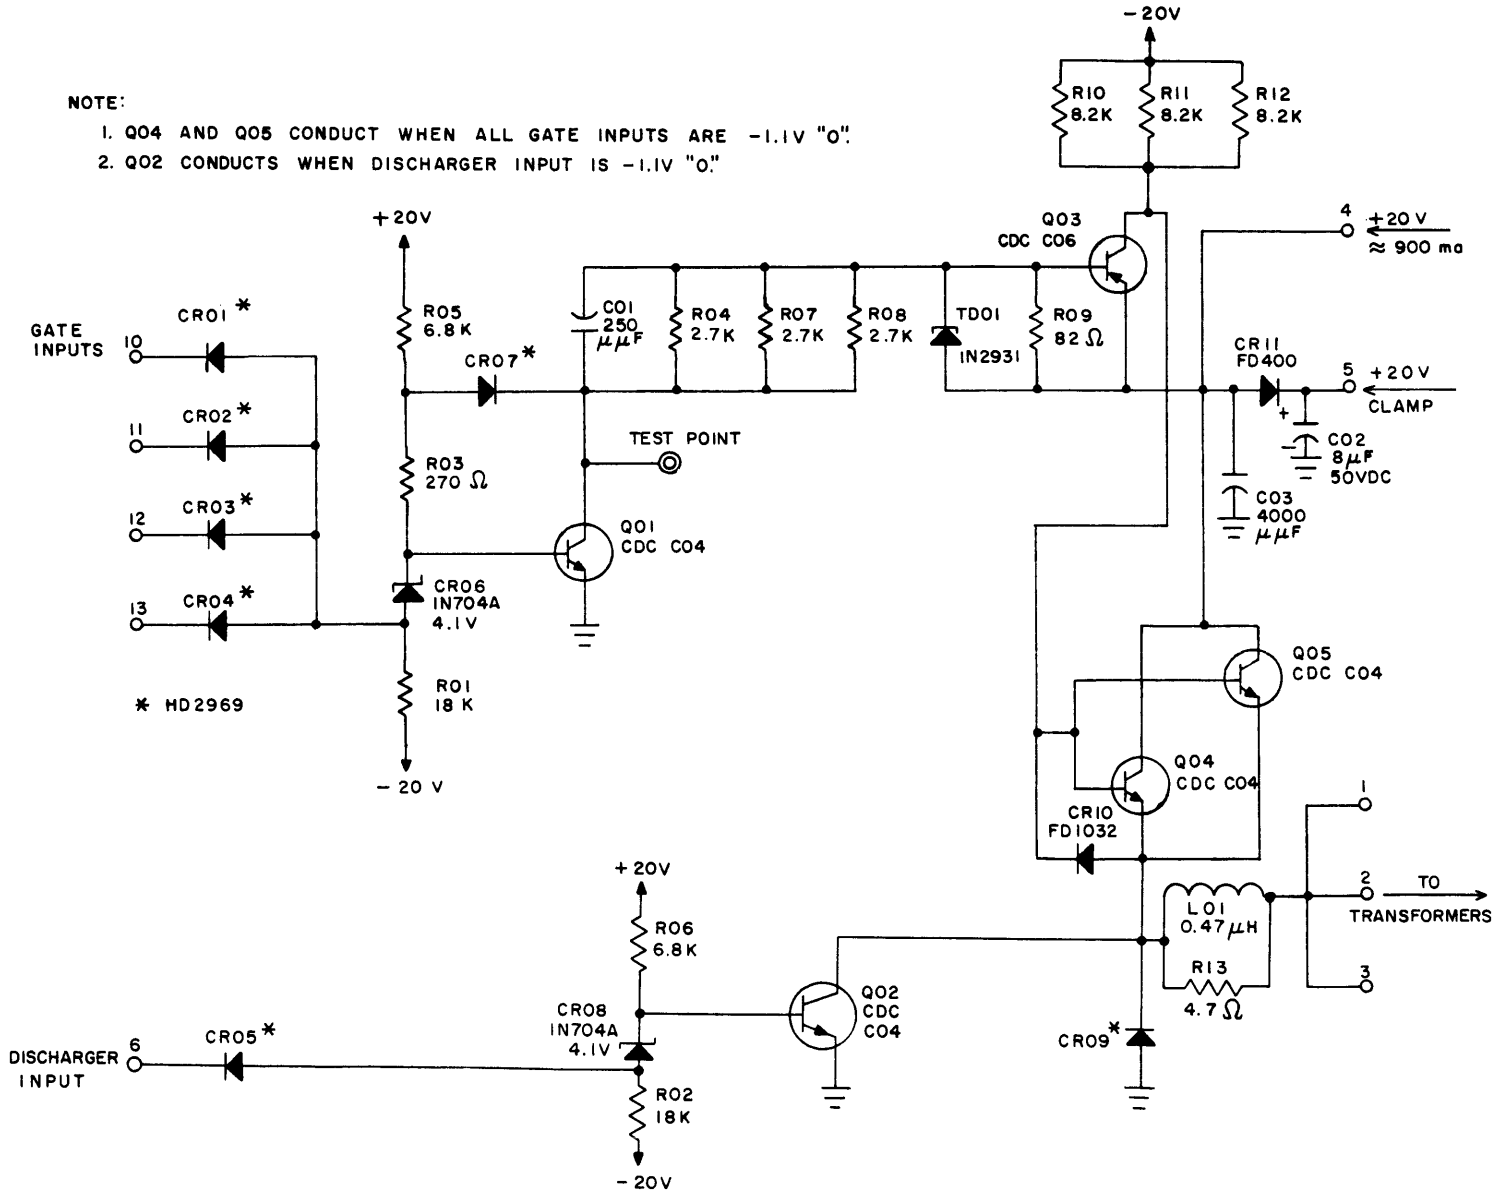 -20V
R10
8.2K
R11
8.2K
R12
8.2K
NOTE:
1. Q04 AND Q05 CONDUCT WHEN ALL GATE INPUTS ARE -1.1V "0".
2. Q02 CONDUCTS WHEN DISCHARGER INPUT IS -1.1V "0."
+20V
Q03
CDC C06
4
+20V
≈ 900 ma
GATE
INPUTS
10
CR01 *
R05
6.8K
CR07 *
C01
250
μμF
R04
2.7K
R07
2.7K
R08
2.7K
TD01
1N2931
R09
82 Ω
CR11
FD400
5
+20V
CLAMP
11
CR02 *
R03
270 Ω
TEST POINT
+
-
C02
8μF
50VDC
C03
4000
μμF
12
CR03 *
Q01
CDC C04
13
CR04 *
CR06
1N704A
4.1V
* HD2969
R01
18 K
-20 V
Q05
CDC C04
Q04
CDC C04
CR10
FD1032
1
2
TO
TRANSFORMERS
3
L01
0.47μH
R13
4.7Ω
+20V
R06
6.8K
CR08
1N704A
4.1V
Q02
CDC
C04
CR09 *
DISCHARGER
INPUT
6
CR05 *
R02
18K
-20V